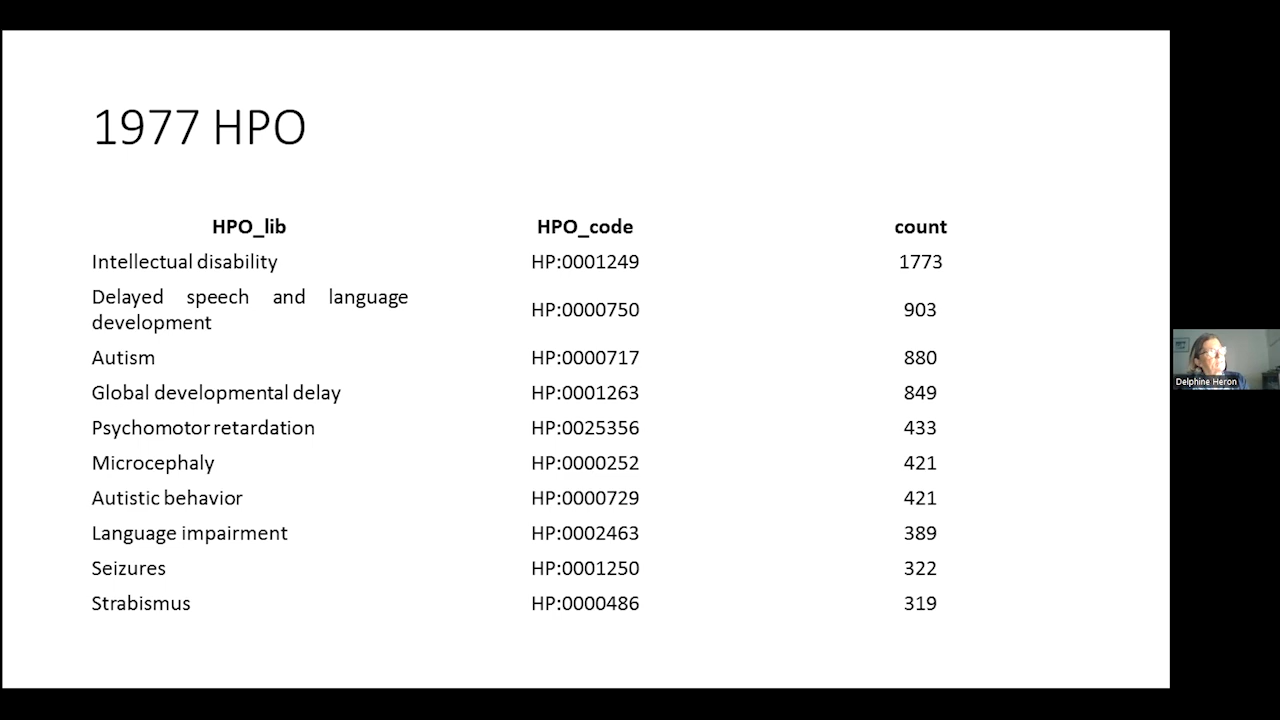 1977 HPO
HPO_lib HPO_code count
Intellectual disability HP:0001249 1773
Delayed speech and language
development HP:0000750 903
Autism HP:0000717 880
Global developmental delay HP:0001263 849
Psychomotor retardation HP:0025356 433
Microcephaly HP:0000252 421
Autistic behavior HP:0000729 421
Language impairment HP:0002463 389
Seizures HP:0001250 322
Strabismus HP:0000486 319
Delphine Heron